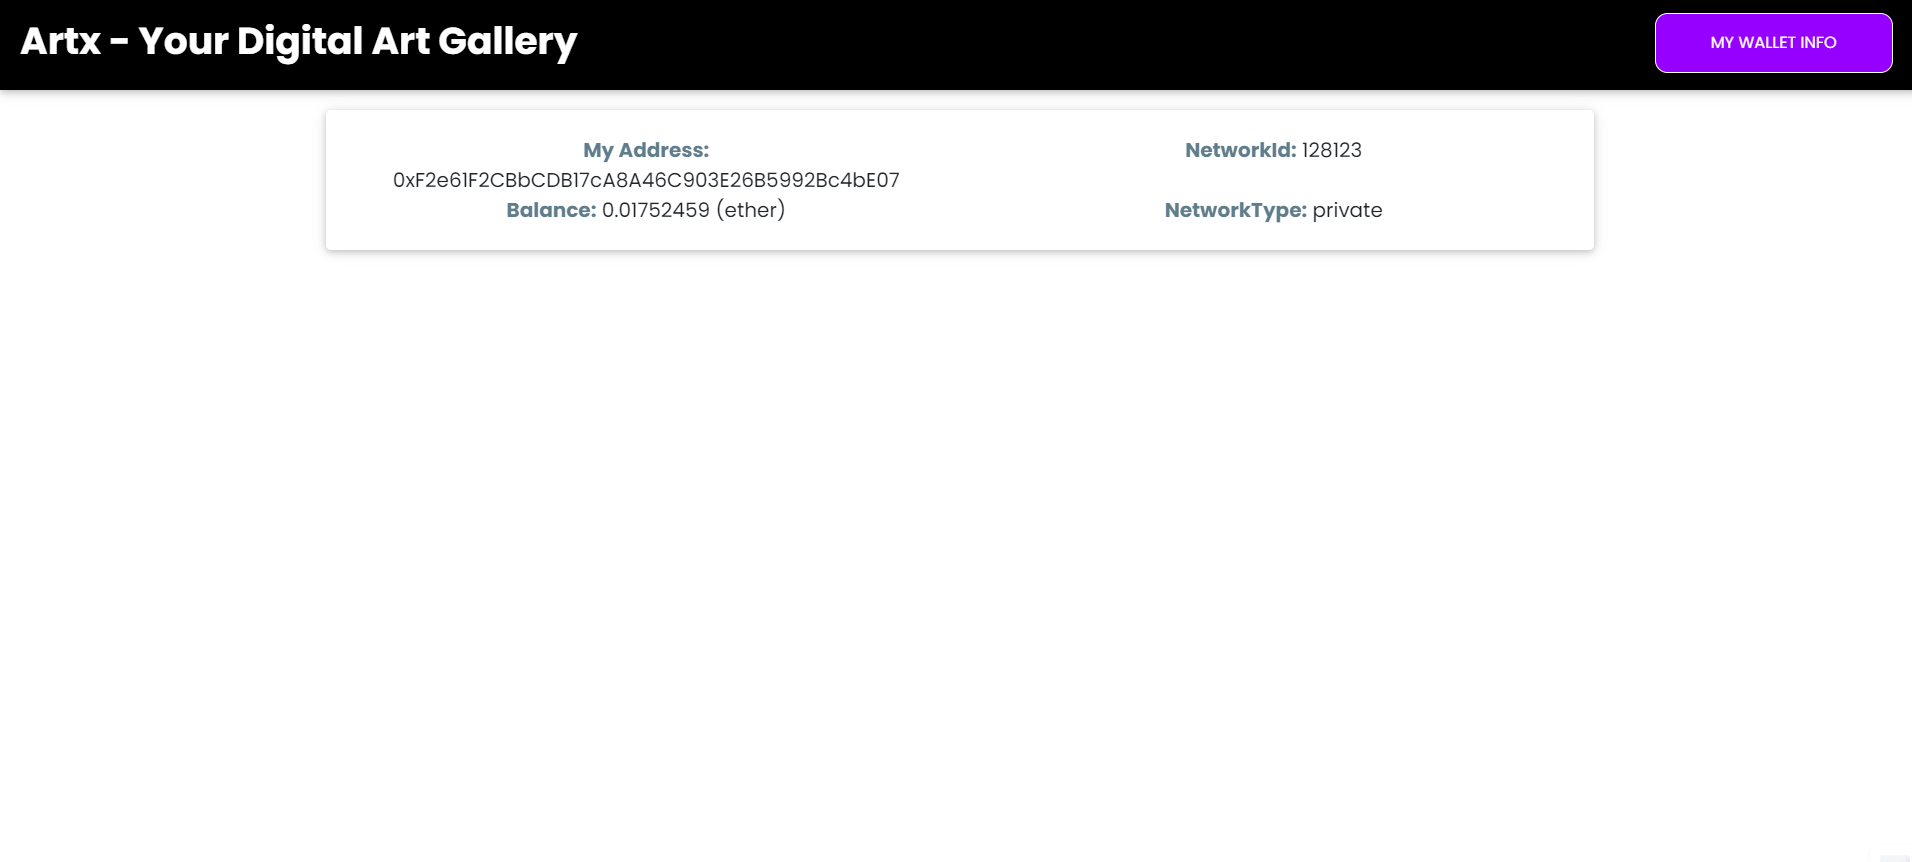 Artx - Your Digital Art Gallery
MY WALLET INFO
My Address:
0xF2e61F2CBbCDB17cA8A46C903E26B5992Bc4bE07
Balance: 0.01752459 (ether)
NetworkId: 128123
NetworkType: private